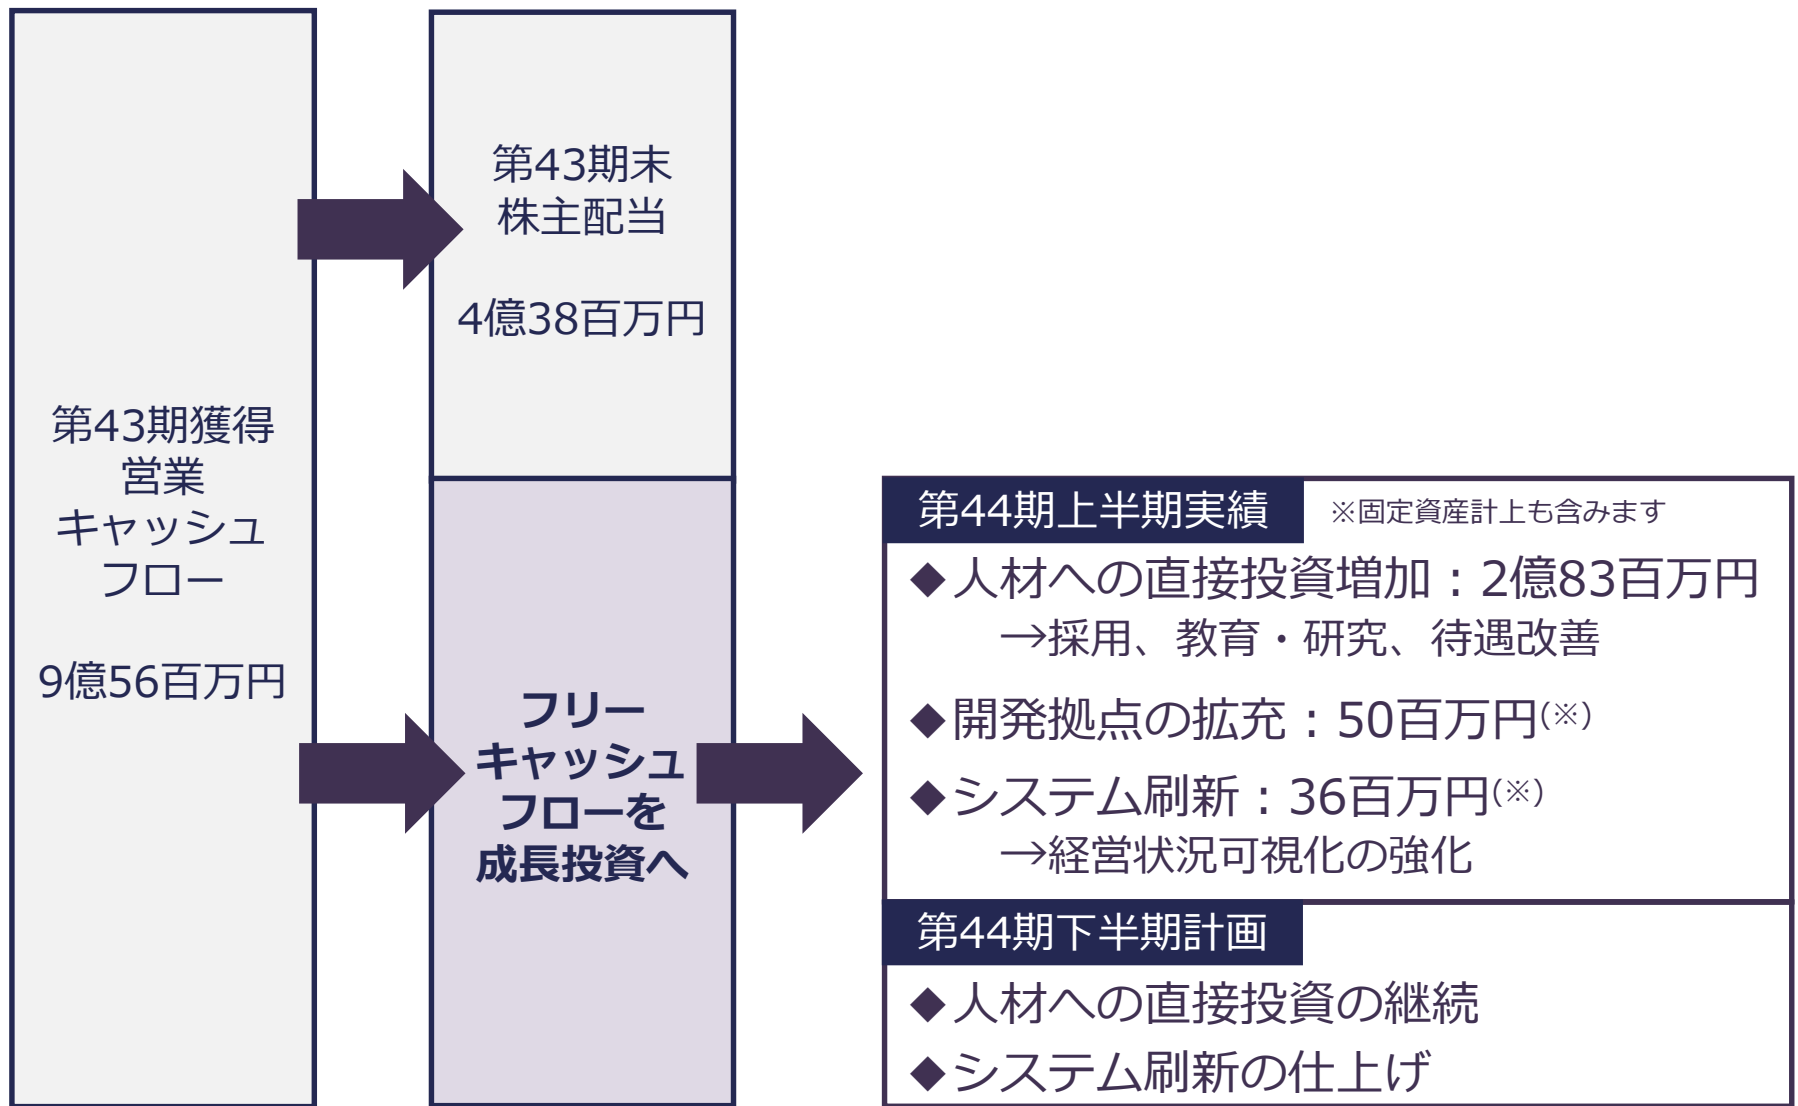 第43期獲得
営業
キャッシュ
フロー
9億56百万円
第43期末
株主配当
4億38百万円
フリー
キャッシュ
フローを
成長投資へ
第44期上半期実績
※固定資産計上も含みます
◆人材への直接投資増加：2億83百万円
→採用、教育・研究、待遇改善
◆開発拠点の拡充：50百万円(※)
◆システム刷新：36百万円(※)
→経営状況可視化の強化
第44期下半期計画
◆人材への直接投資の継続
◆システム刷新の仕上げ